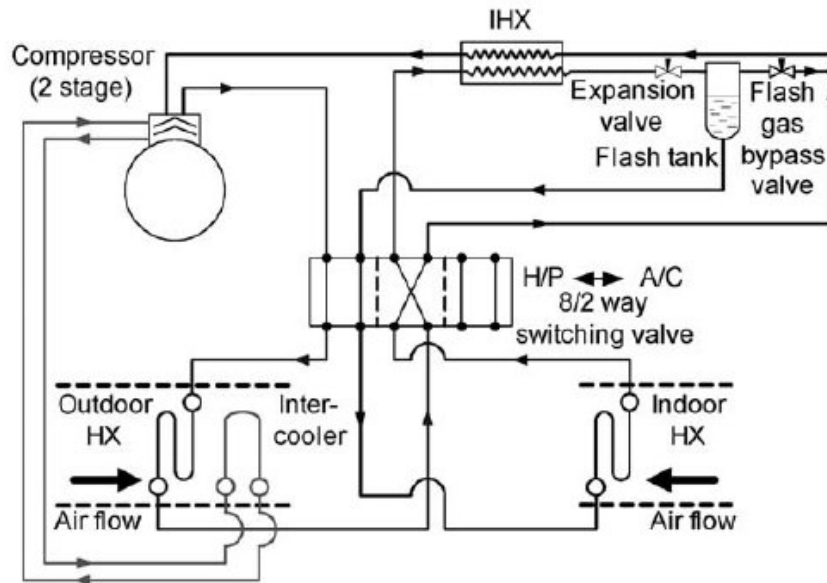 IHX
Compressor
(2 stage)
Expansion
valve
Flash tank
Flash
gas
bypass
valve
H/P
A/C
8/2 way
switching valve
Outdoor
HX
Inter-
cooler
Indoor
HX
Air flow
Air flow